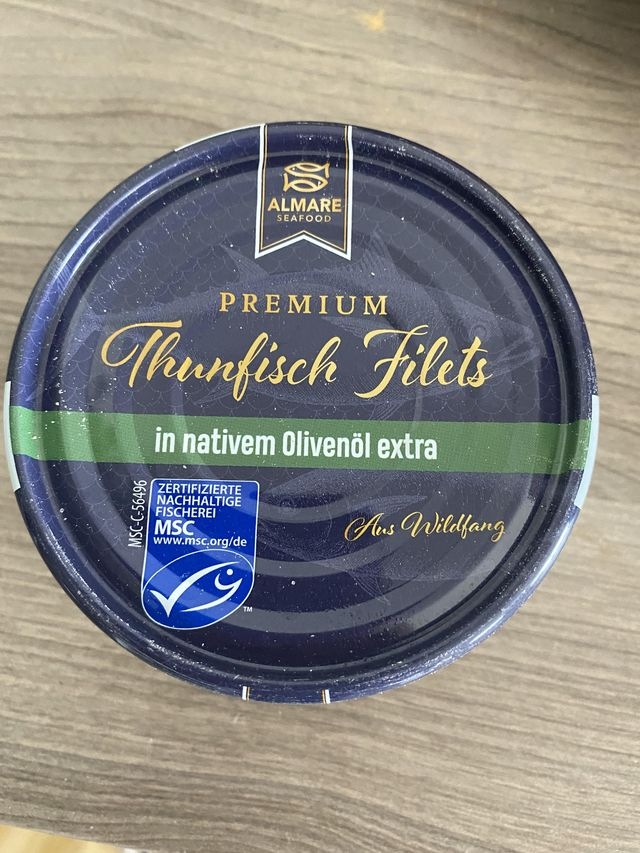 ALMARE
SEAFOOD
PREMIUM
Thunfisch Filets
in nativem Olivenöl extra
MSC-C-56496
ZERTIFIZIERTE
NACHHALTIGE
FISCHEREI
MSC
www.msc.org/de
TM
Aus Wildfang